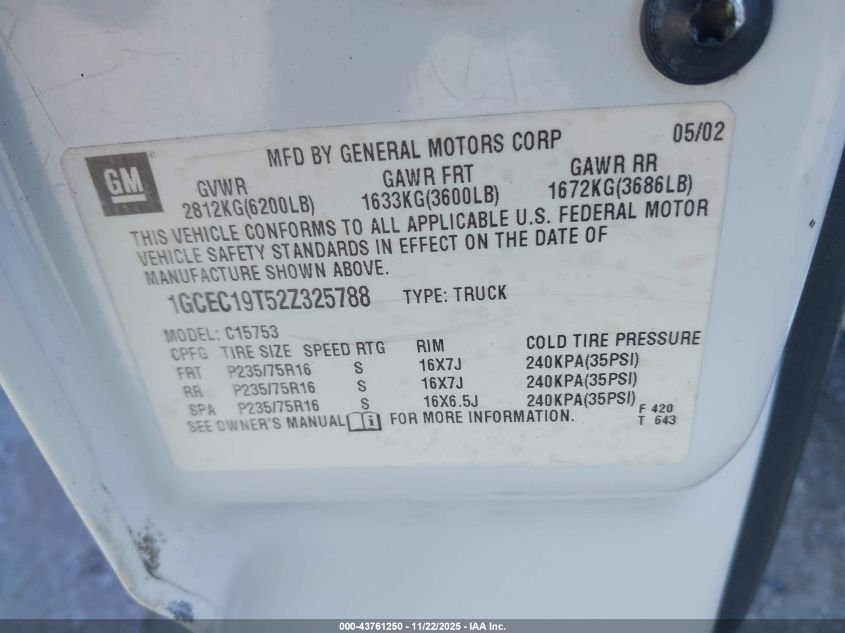 05/02
GM
MFD BY GENERAL MOTORS CORP
GVWR GAWR FRT GAWR RR
2812KG(6200LB) 1633KG(3600LB) 1672KG(3686LB)
THIS VEHICLE CONFORMS TO ALL APPLICABLE U.S. FEDERAL MOTOR
VEHICLE SAFETY STANDARDS IN EFFECT ON THE DATE OF
MANUFACTURE SHOWN ABOVE.
1GCEC19T52Z325788 TYPE: TRUCK
MODEL: C15753
CPFG TIRE SIZE SPEED RTG RIM COLD TIRE PRESSURE
FRT P235/75R16 S 16X7J 240KPA(35PSI)
RR P235/75R16 S 16X7J 240KPA(35PSI)
SPA P235/75R16 S 16X6.5J 240KPA(35PSI)
SEE OWNER'S MANUAL i FOR MORE INFORMATION.
F 420
T 643
000-43761250 - 11/22/2025 - IAA Inc.